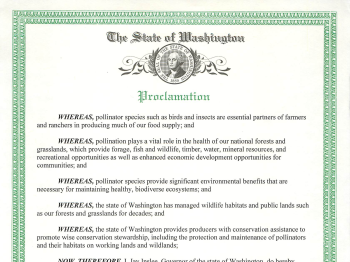 The State of Washington
Proclamation
WHEREAS, pollinator species such as birds and insects are essential partners of farmers
and ranchers in producing much of our food supply; and
WHEREAS, pollination plays a vital role in the health of our national forests and
grasslands, which provide forage, fish and wildlife, timber, water, mineral resources, and
recreational opportunities as well as enhanced economic development opportunities for
communities; and
WHEREAS, pollinator species provide significant environmental benefits that are
necessary for maintaining healthy, biodiverse ecosystems; and
WHEREAS, the state of Washington has managed wildlife habitats and public lands such
as our forests and grasslands for decades; and
WHEREAS, the state of Washington provides producers with conservation assistance to
promote wise conservation stewardship, including the protection and maintenance of pollinators
and their habitats on working lands and wildlands;
NOW, THEREFORE, I, Jay Inslee, Governor of the state of Washington, do hereby